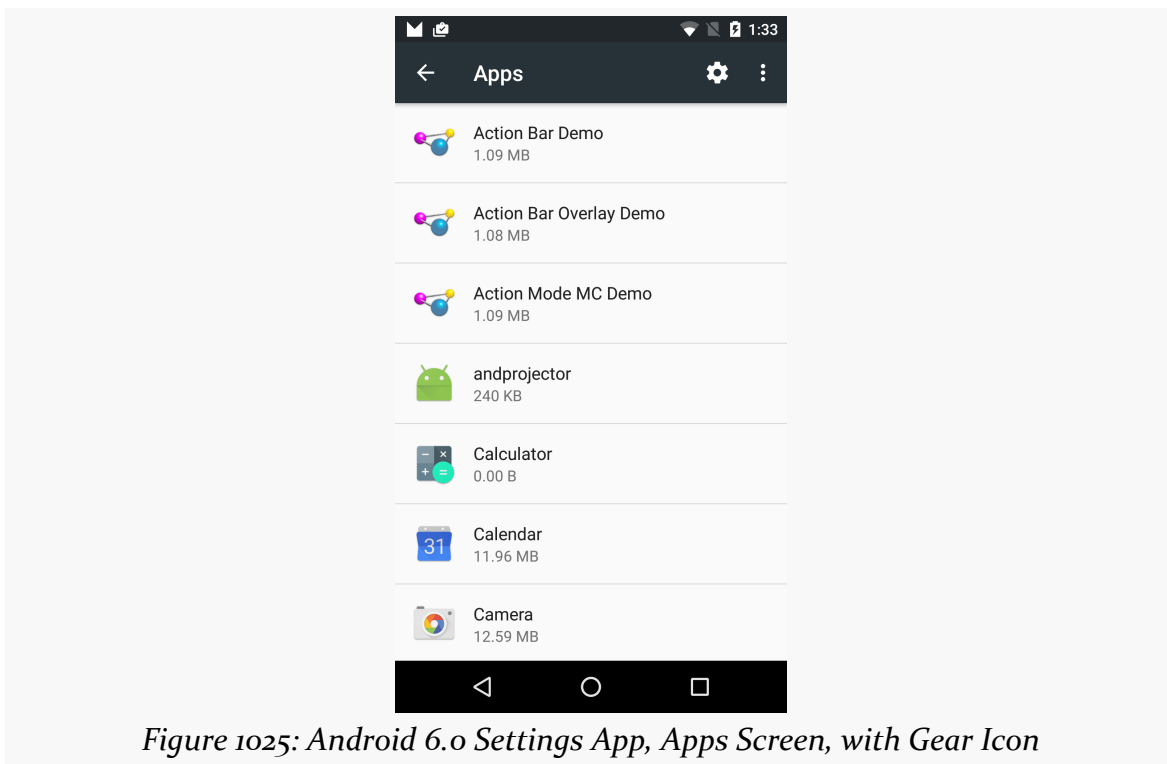 1:33
Apps
Action Bar Demo
1.09 MB
Action Bar Overlay Demo
1.08 MB
Action Mode MC Demo
1.09 MB
andprojector
240 KB
Calculator
0.00 B
31
Calendar
11.96 MB
Camera
12.59 MB
Figure 1025: Android 6.0 Settings App, Apps Screen, with Gear Icon